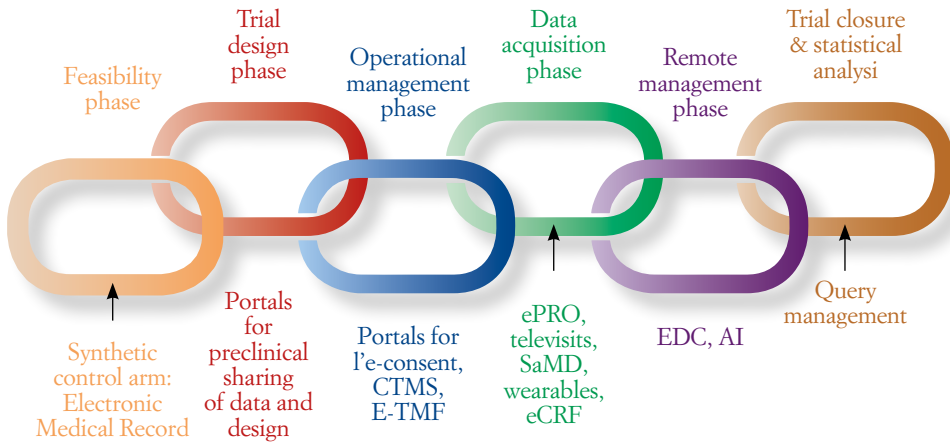 Feasibility
phase
Trial
design
phase
Operational
management
phase
Data
acquisition
phase
Remote
management
phase
Trial closure
& statistical
analysi
Synthetic
control arm:
Electronic
Medical Record
Portals
for
preclinical
sharing
of data and
design
Portals for
l'e-consent,
CTMS,
E-TMF
ePRO,
televisits,
SaMD,
wearables,
eCRF
EDC, AI
Query
management